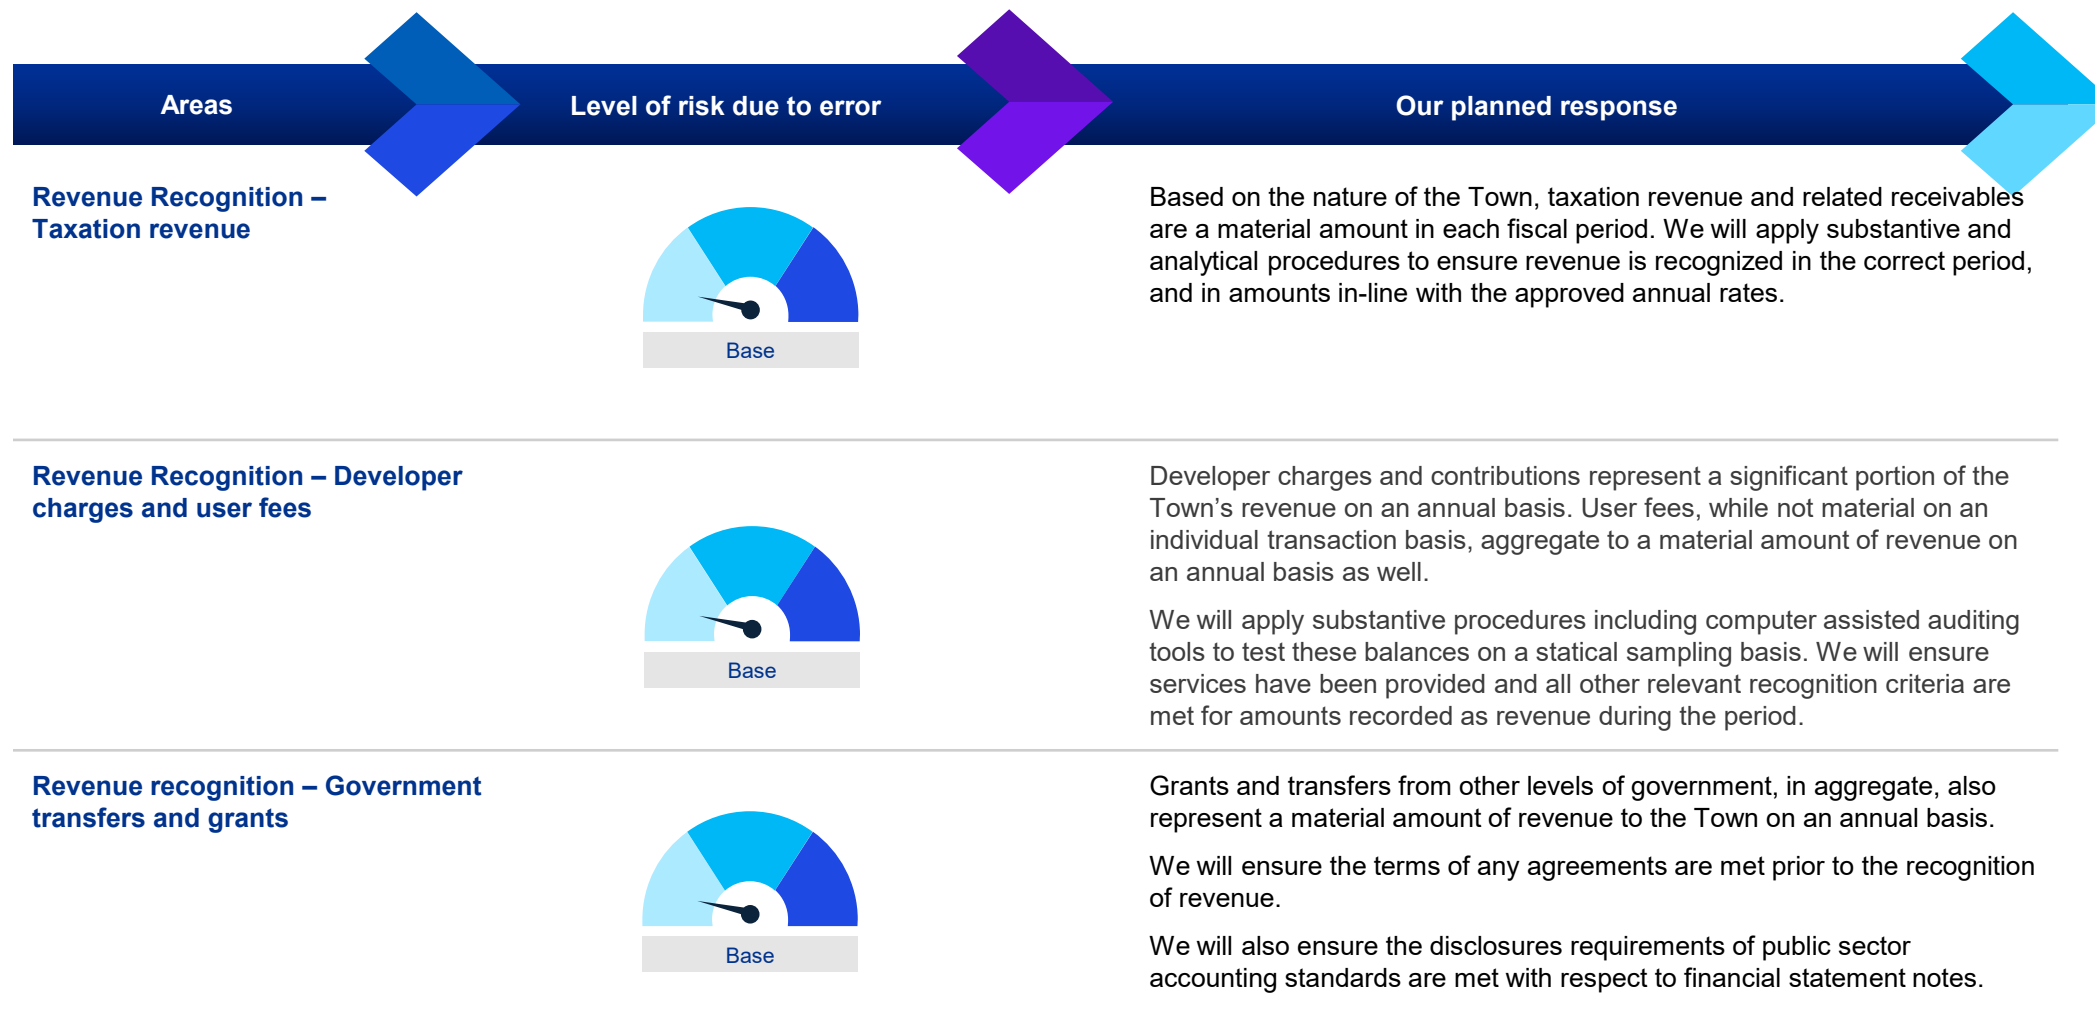 Areas
Level of risk due to error
Our planned response
Revenue Recognition –
Taxation revenue
Base
Based on the nature of the Town, taxation revenue and related receivables
are a material amount in each fiscal period. We will apply substantive and
analytical procedures to ensure revenue is recognized in the correct period,
and in amounts in-line with the approved annual rates.
Revenue Recognition – Developer
charges and user fees
Base
Developer charges and contributions represent a significant portion of the
Town’s revenue on an annual basis. User fees, while not material on an
individual transaction basis, aggregate to a material amount of revenue on
an annual basis as well.
We will apply substantive procedures including computer assisted auditing
tools to test these balances on a statical sampling basis. We will ensure
services have been provided and all other relevant recognition criteria are
met for amounts recorded as revenue during the period.
Revenue recognition – Government
transfers and grants
Base
Grants and transfers from other levels of government, in aggregate, also
represent a material amount of revenue to the Town on an annual basis.
We will ensure the terms of any agreements are met prior to the recognition
of revenue.
We will also ensure the disclosures requirements of public sector
accounting standards are met with respect to financial statement notes.